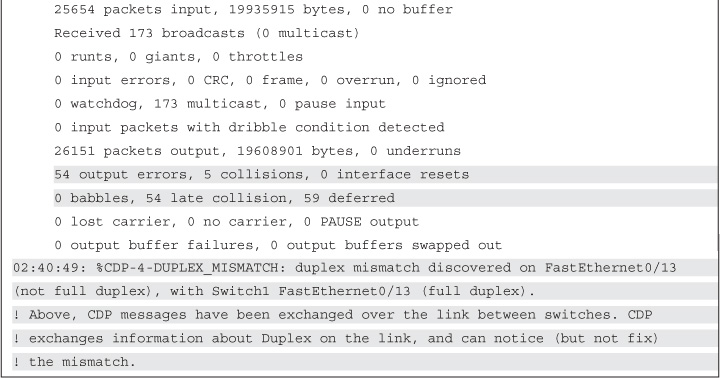 25654 packets input, 19935915 bytes, 0 no buffer
Received 173 broadcasts (0 multicast)
0 runts, 0 giants, 0 throttles
0 input errors, 0 CRC, 0 frame, 0 overrun, 0 ignored
0 watchdog, 173 multicast, 0 pause input
0 input packets with dribble condition detected
26151 packets output, 19608901 bytes, 0 underruns
54 output errors, 5 collisions, 0 interface resets
0 babbles, 54 late collision, 59 deferred
0 lost carrier, 0 no carrier, 0 PAUSE output
0 output buffer failures, 0 output buffers swapped out
02:40:49: %CDP-4-DUPLEX_MISMATCH: duplex mismatch discovered on FastEthernet0/13
(not full duplex), with Switch1 FastEthernet0/13 (full duplex).
! Above, CDP messages have been exchanged over the link between switches. CDP
! exchanges information about Duplex on the link, and can notice (but not fix)
! the mismatch.